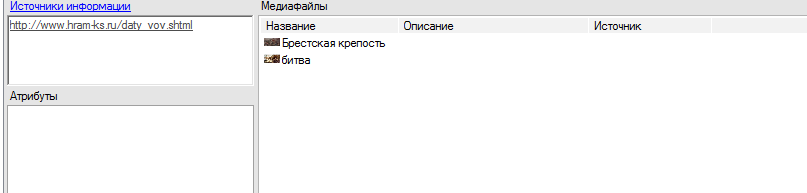 Источники информации
http://www.hram-ks.ru/daty_vov.shtml
Атрибуты
Медиафайлы
Название Описание Источник
Брестская крепость
битва